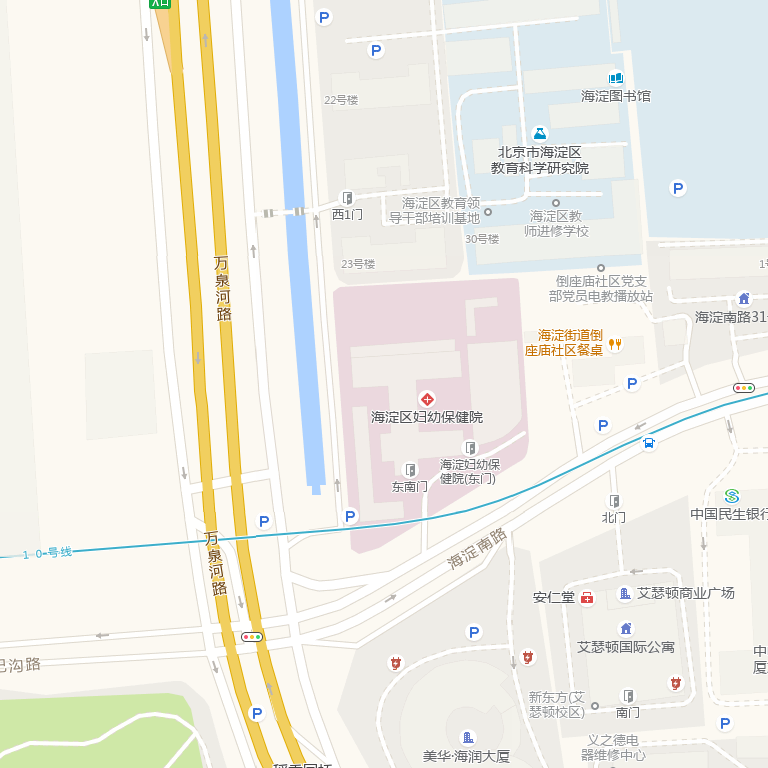 入口
P
P
22号楼
海淀图书馆
北京市海淀区
教育科学研究院
P
西1门
海淀区教育领
导干部培训基地
海淀区教
师进修学校
30号楼
23号楼
万泉河路
倒座庙社区党支
部党员电教播放站
海淀南路31号
海淀街道倒
座庙社区餐桌
P
海淀区妇幼保健院
P
海淀妇幼保
健院(东门)
东南门
中国民生银行
P
P
北门
10号线
万泉河路
海淀南路
安仁堂
艾瑟顿商业广场
P
艾瑟顿国际公寓
巴沟路
新东方(艾
瑟顿校区)
南门
P
P
义之德电
器维修中心
美华·海润大厦